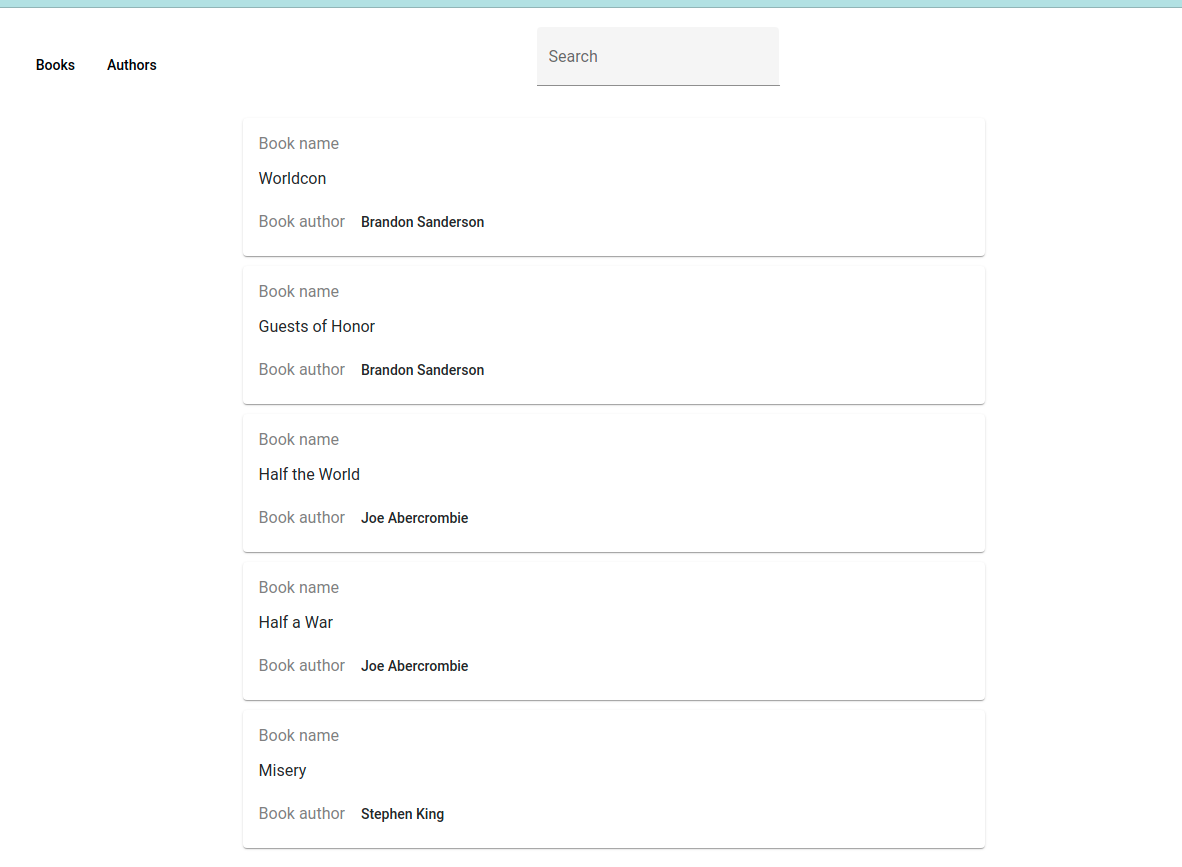 Books Authors Search
Book name
Worldcon
Book author Brandon Sanderson
Book name
Guests of Honor
Book author Brandon Sanderson
Book name
Half the World
Book author Joe Abercrombie
Book name
Half a War
Book author Joe Abercrombie
Book name
Misery
Book author Stephen King